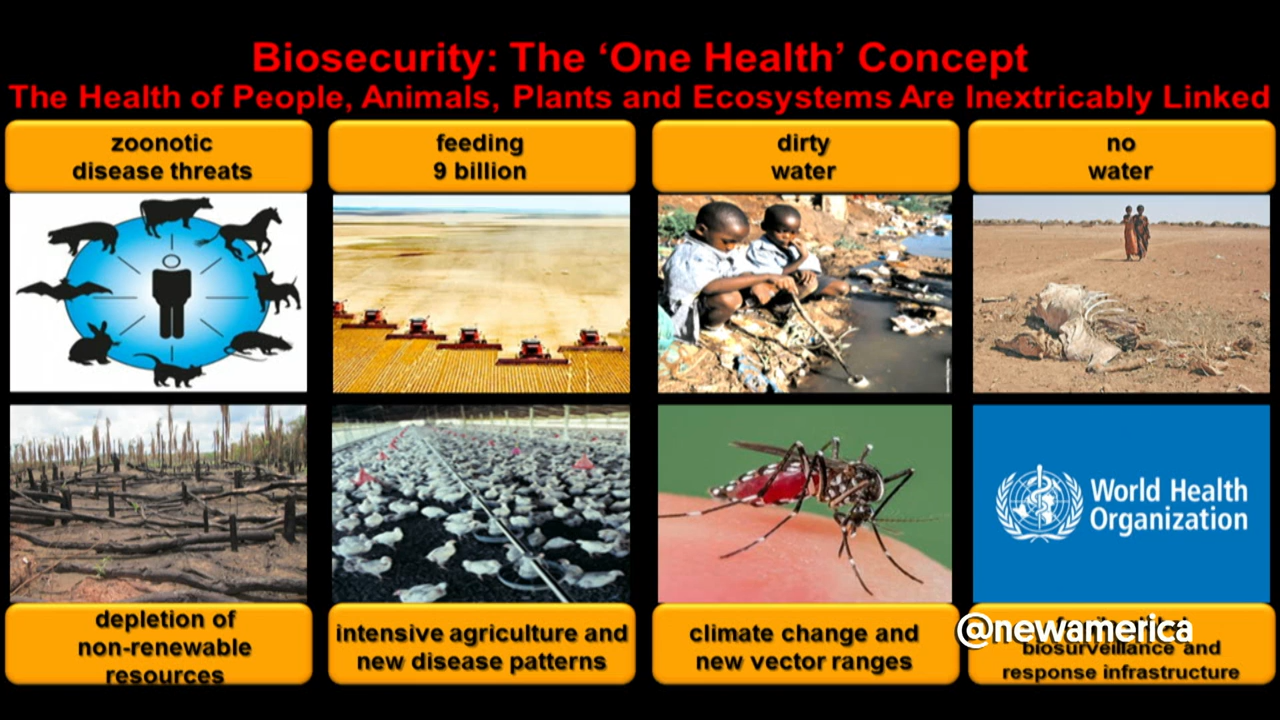 Biosecurity: The ‘One Health’ Concept
The Health of People, Animals, Plants and Ecosystems Are Inextricably Linked
zoonotic
disease threats
feeding
9 billion
dirty
water
no
water
World Health
Organization
depletion of
non-renewable
resources
intensive agriculture and
new disease patterns
climate change and
new vector ranges
@newamerica
biosurveillance and
response infrastructure